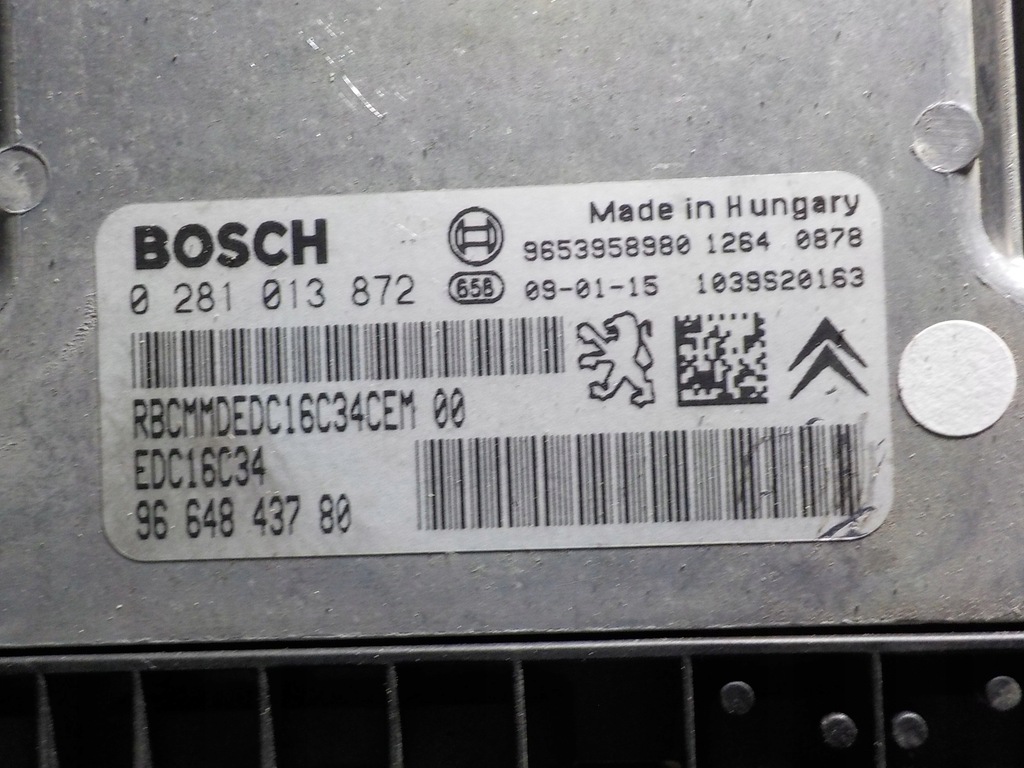 BOSCH
Made in Hungary
9653958980 1264 0878
0 281 013 872
658
09-01-15 1039S20163
RBCMMDEDC16C34CEM 00
EDC16C34
96 648 437 80